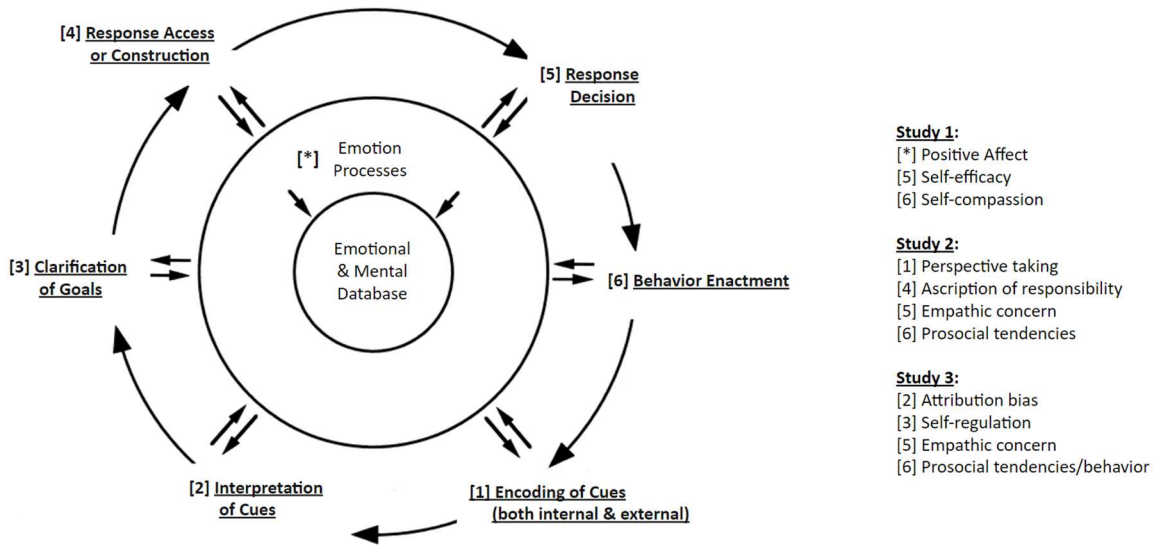 [4] Response Access
or Construction
[5] Response
Decision
[*] Emotion
Processes
Emotional
& Mental
Database
[3] Clarification
of Goals
[6] Behavior Enactment
[2] Interpretation
of Cues
[1] Encoding of Cues
(both internal & external)
Study 1:
[*] Positive Affect
[5] Self-efficacy
[6] Self-compassion
Study 2:
[1] Perspective taking
[4] Ascription of responsibility
[5] Empathic concern
[6] Prosocial tendencies
Study 3:
[2] Attribution bias
[3] Self-regulation
[5] Empathic concern
[6] Prosocial tendencies/behavior